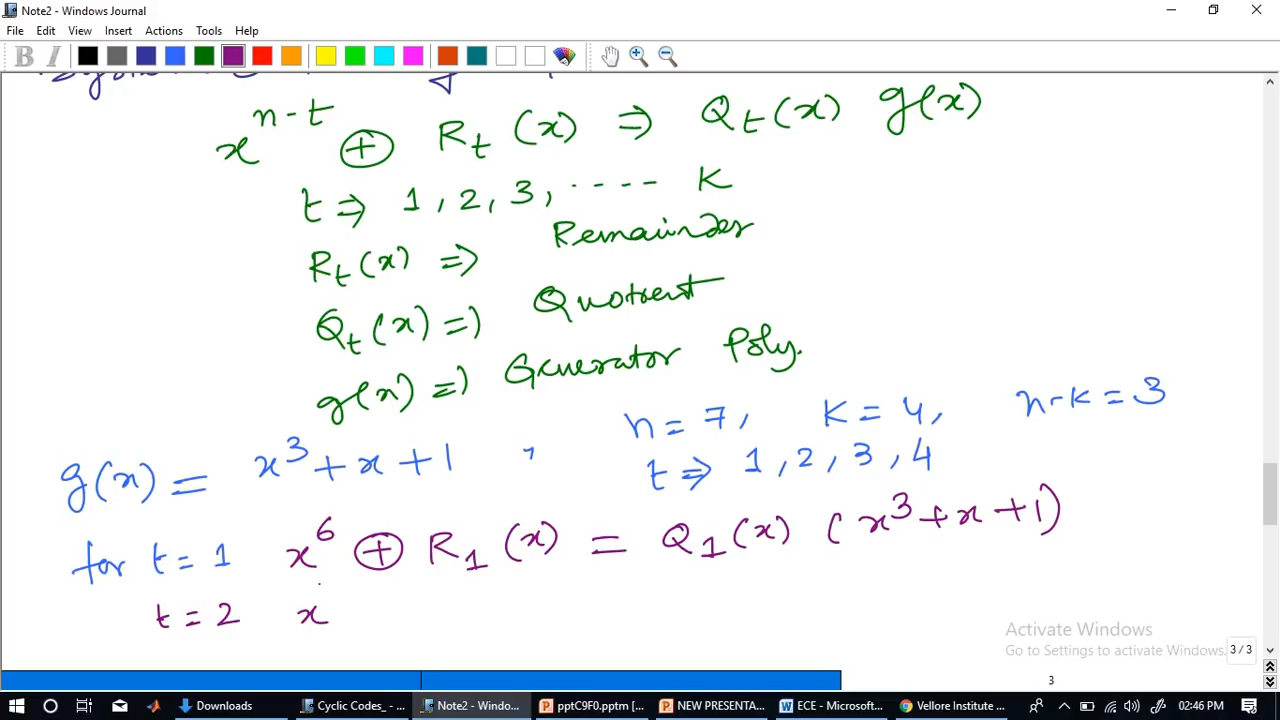 Note2 - Windows Journal
File Edit View Insert Actions Tools Help
B I
x^{n-t} ⊕ R_t (x) ⇒ Q_t (x) g(x)
t ⇒ 1, 2, 3, ---- K
R_t (x) ⇒ Remainder
Q_t (x) ⇒ Quotient
g(x) ⇒ Generator Poly.
n = 7, K = 4, n-k = 3
g(x) = x^3 + x + 1 , t ⇒ 1, 2, 3, 4
for t = 1 x^6 ⊕ R_1 (x) = Q_1 (x) (x^3 + x + 1)
t = 2 x
Activate Windows
Go to Settings to activate Windows.
3 / 3
3
Downloads Cyclic Codes_ - ... Note2 - Windows Jo... pptC9F0.pptm [... NEW PRESENTA... ECE - Microsoft... Vellore Institute ... 02:46 PM